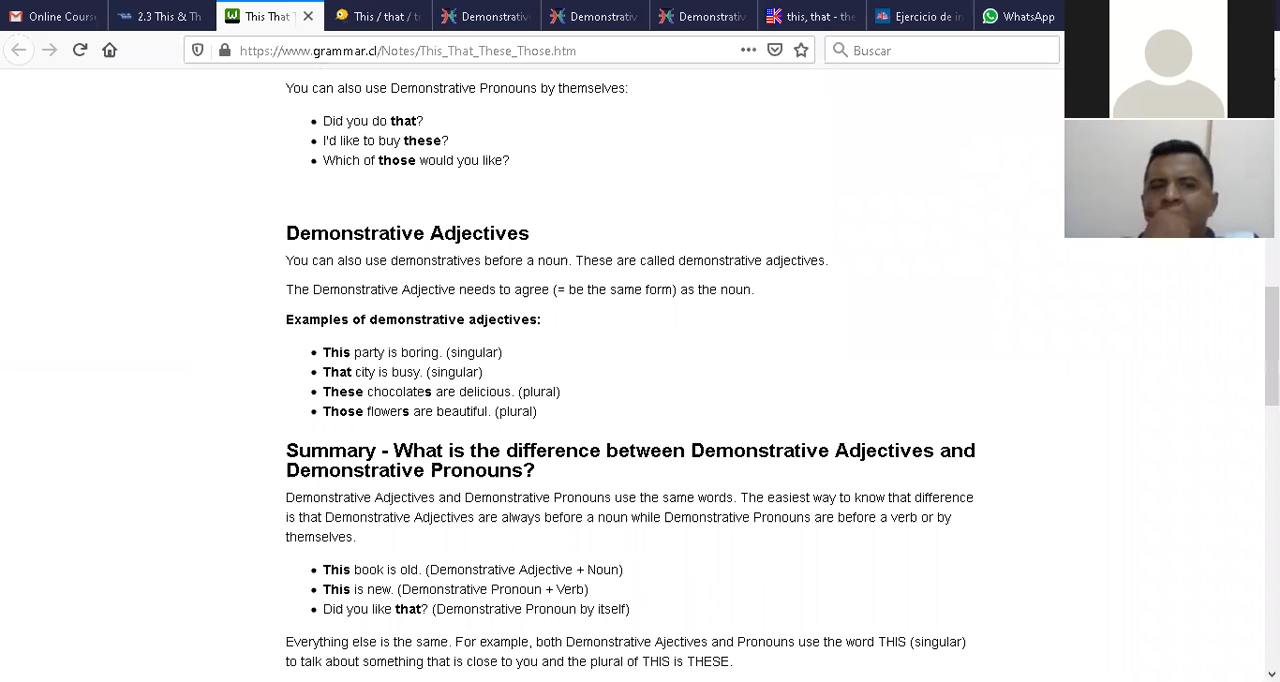 Online Cours
2.3 This & Th
This That T
This / that / t
Demonstrativ
Demonstrativ
Demonstrativ
this, that - the
Ejercicio de in
WhatsApp
https://www.grammar.cl/Notes/This_That_These_Those.htm
Buscar
You can also use Demonstrative Pronouns by themselves:
Did you do that?
I'd like to buy these?
Which of those would you like?
Demonstrative Adjectives
You can also use demonstratives before a noun. These are called demonstrative adjectives.
The Demonstrative Adjective needs to agree (= be the same form) as the noun.
Examples of demonstrative adjectives:
This party is boring. (singular)
That city is busy. (singular)
These chocolates are delicious. (plural)
Those flowers are beautiful. (plural)
Summary - What is the difference between Demonstrative Adjectives and
Demonstrative Pronouns?
Demonstrative Adjectives and Demonstrative Pronouns use the same words. The easiest way to know that difference
is that Demonstrative Adjectives are always before a noun while Demonstrative Pronouns are before a verb or by
themselves.
This book is old. (Demonstrative Adjective + Noun)
This is new. (Demonstrative Pronoun + Verb)
Did you like that? (Demonstrative Pronoun by itself)
Everything else is the same. For example, both Demonstrative Ajectives and Pronouns use the word THIS (singular)
to talk about something that is close to you and the plural of THIS is THESE.